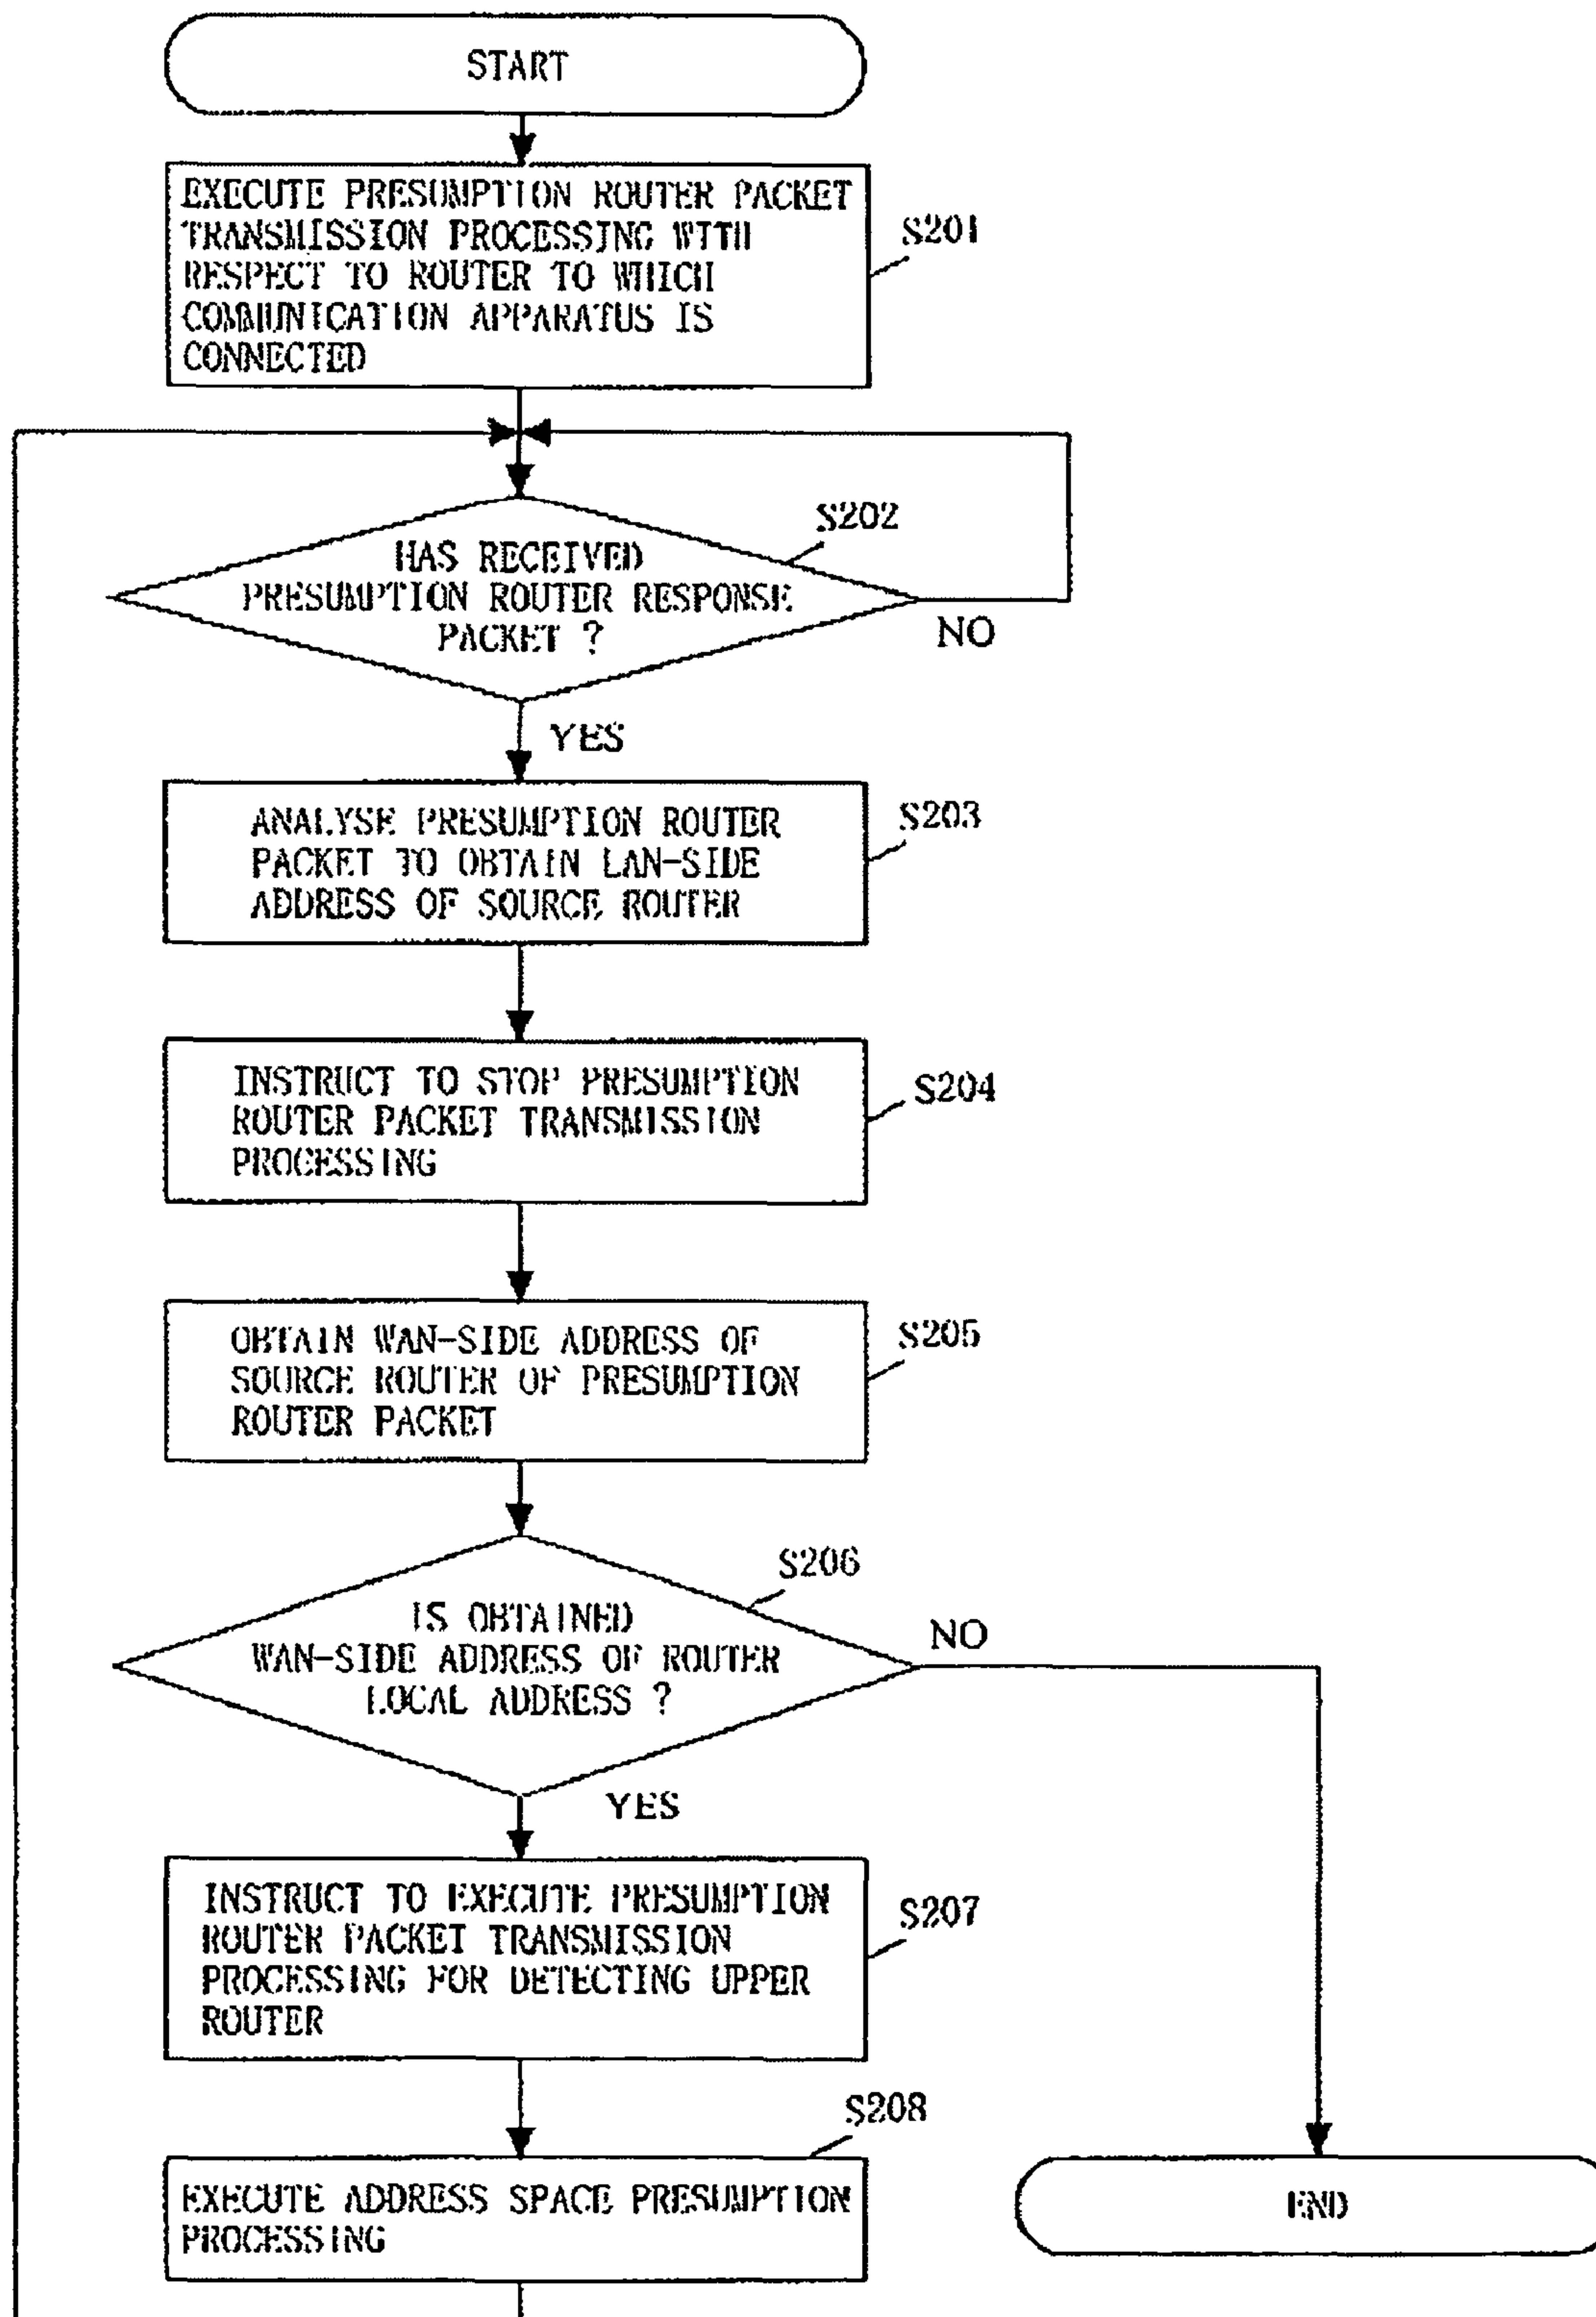 START
EXECUTE PRESUMPTION ROUTER PACKET
TRANSMISSION PROCESSING WITH
RESPECT TO ROUTER TO WHICH
COMMUNICATION APPARATUS IS
CONNECTED
S201
S202
HAS RECEIVED
PRESUMPTION ROUTER RESPONSE
PACKET ?
NO
YES
ANALYSE PRESUMPTION ROUTER
PACKET TO OBTAIN LAN-SIDE
ADDRESS OF SOURCE ROUTER
S203
INSTRUCT TO STOP PRESUMPTION
ROUTER PACKET TRANSMISSION
PROCESSING
S204
OBTAIN WAN-SIDE ADDRESS OF
SOURCE ROUTER OF PRESUMPTION
ROUTER PACKET
S205
S206
IS OBTAINED
WAN-SIDE ADDRESS OF ROUTER
LOCAL ADDRESS ?
NO
YES
INSTRUCT TO EXECUTE PRESUMPTION
ROUTER PACKET TRANSMISSION
PROCESSING FOR DETECTING UPPER
ROUTER
S207
S208
EXECUTE ADDRESS SPACE PRESUMPTION
PROCESSING
END